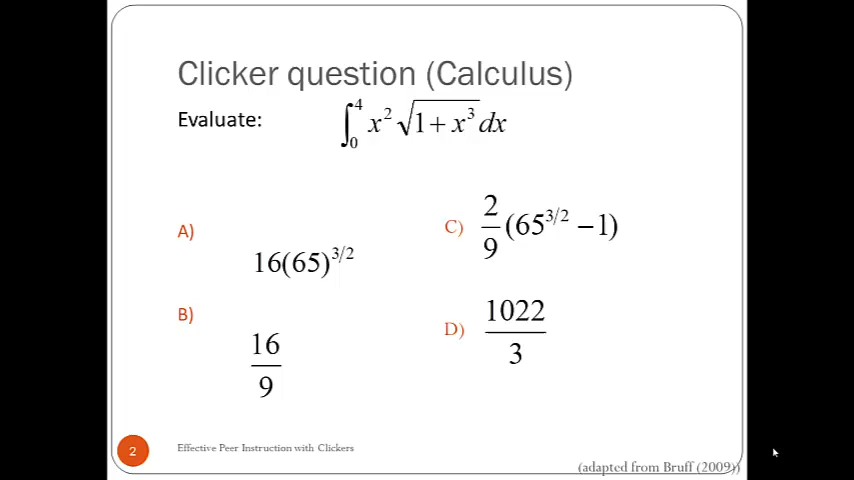 Clicker question (Calculus)
Evaluate: ∫₀⁴ x² √(1 + x³) dx
A)
16(65)^3/2
B)
16/9
C) 2/9 (65^3/2 − 1)
D) 1022/3
2
Effective Peer Instruction with Clickers
(adapted from Bruff (2009))